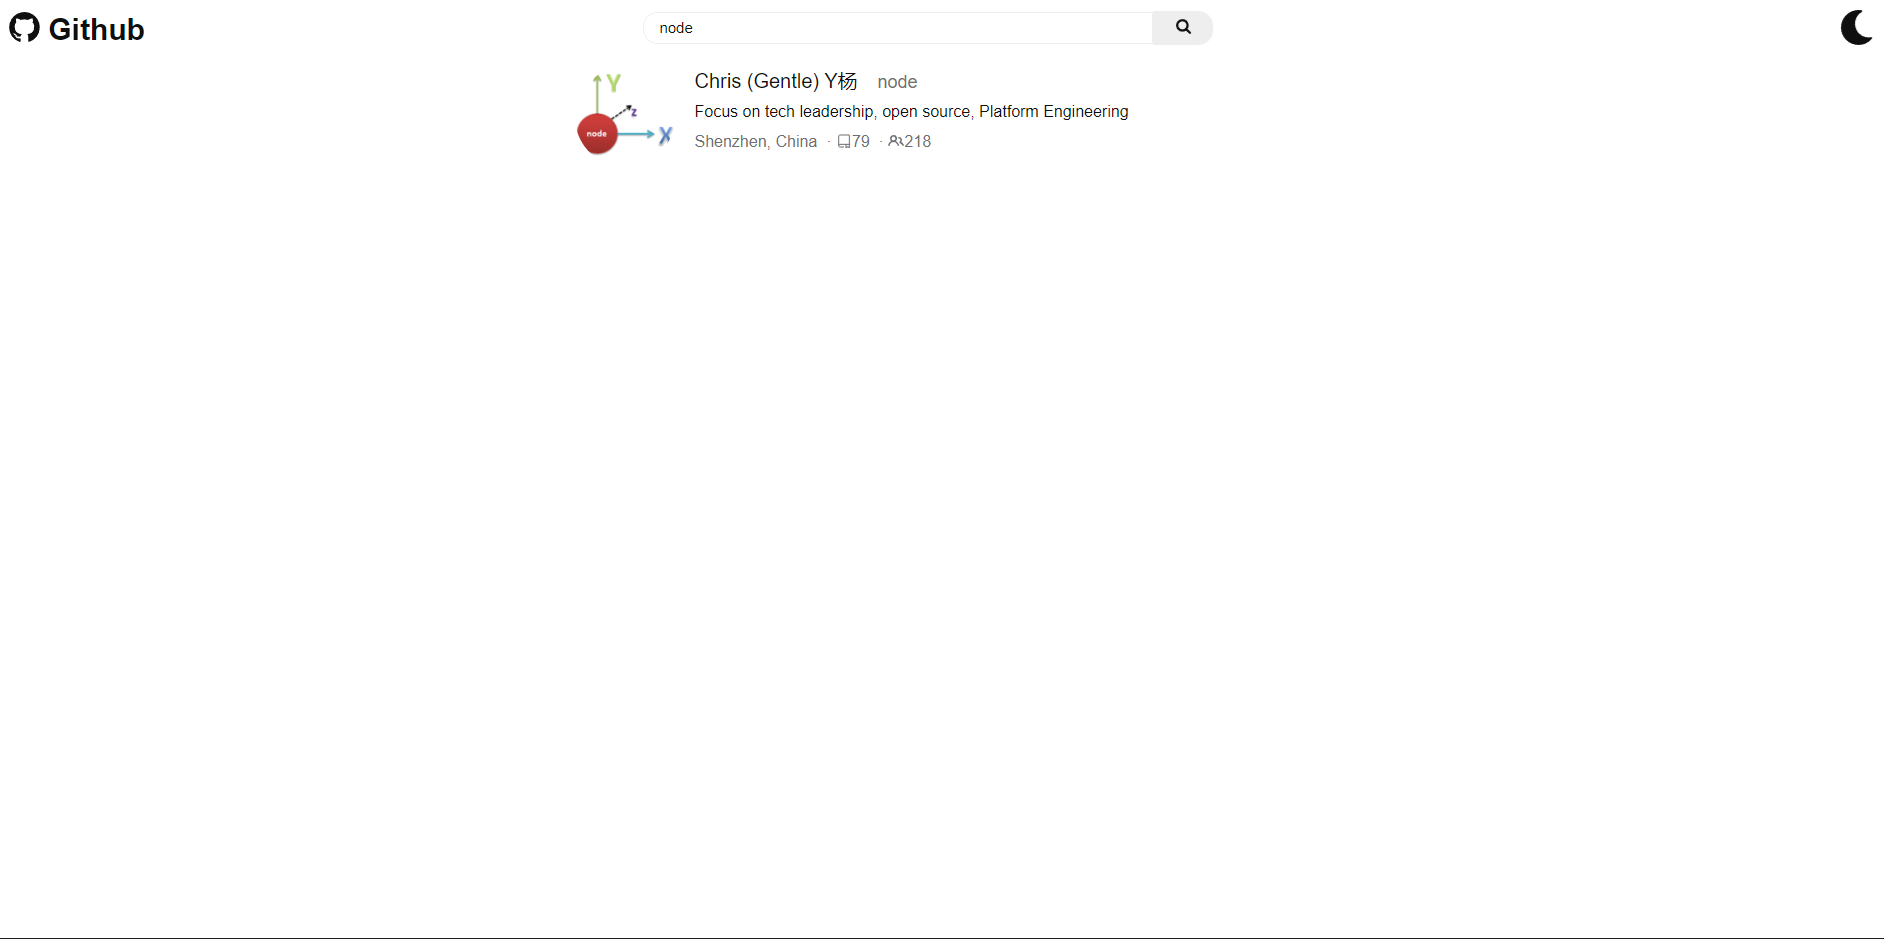 Github
node
Y
z
node
X
Chris (Gentle) Y杨 node
Focus on tech leadership, open source, Platform Engineering
Shenzhen, China · 79 · 218